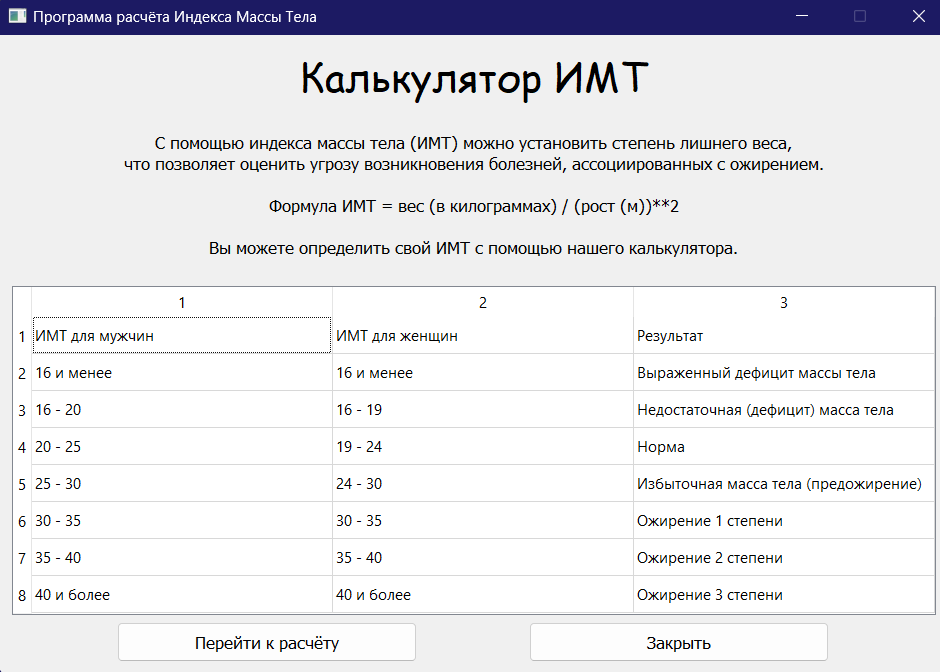 Программа расчёта Индекса Массы Тела
Калькулятор ИМТ
С помощью индекса массы тела (ИМТ) можно установить степень лишнего веса,
что позволяет оценить угрозу возникновения болезней, ассоциированных с ожирением.
Формула ИМТ = вес (в килограммах) / (рост (м))**2
Вы можете определить свой ИМТ с помощью нашего калькулятора.
1 2 3
1 ИМТ для мужчин ИМТ для женщин Результат
2 16 и менее 16 и менее Выраженный дефицит массы тела
3 16 - 20 16 - 19 Недостаточная (дефицит) масса тела
4 20 - 25 19 - 24 Норма
5 25 - 30 24 - 30 Избыточная масса тела (предожирение)
6 30 - 35 30 - 35 Ожирение 1 степени
7 35 - 40 35 - 40 Ожирение 2 степени
8 40 и более 40 и более Ожирение 3 степени
Перейти к расчёту Закрыть